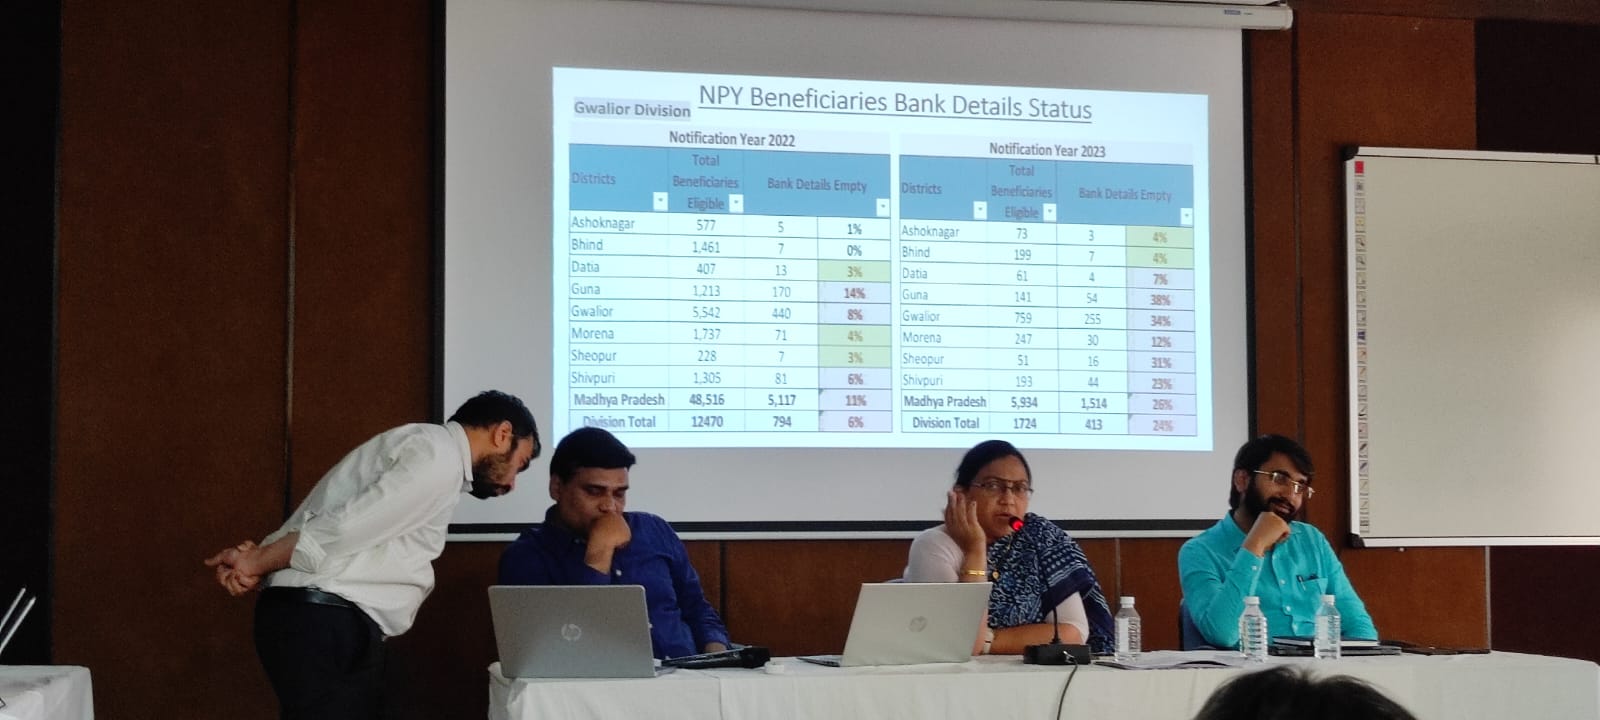 NPY Beneficiaries Bank Details Status
Gwalior Division
Notification Year 2022
Districts Total Beneficiaries Eligible Bank Details Empty
Ashoknagar 577 5 1%
Bhind 1,461 7 0%
Datia 407 13 3%
Guna 1,213 170 14%
Gwalior 5,542 440 8%
Morena 1,737 71 4%
Sheopur 228 7 3%
Shivpuri 1,305 81 6%
Madhya Pradesh 48,516 5,117 11%
Division Total 12470 794 6%
Notification Year 2023
Districts Total Beneficiaries Eligible Bank Details Empty
Ashoknagar 73 3 4%
Bhind 199 7 4%
Datia 61 4 7%
Guna 141 54 38%
Gwalior 759 255 34%
Morena 247 30 12%
Sheopur 51 16 31%
Shivpuri 193 44 23%
Madhya Pradesh 5,934 1,514 26%
Division Total 1724 413 24%
hp
hp